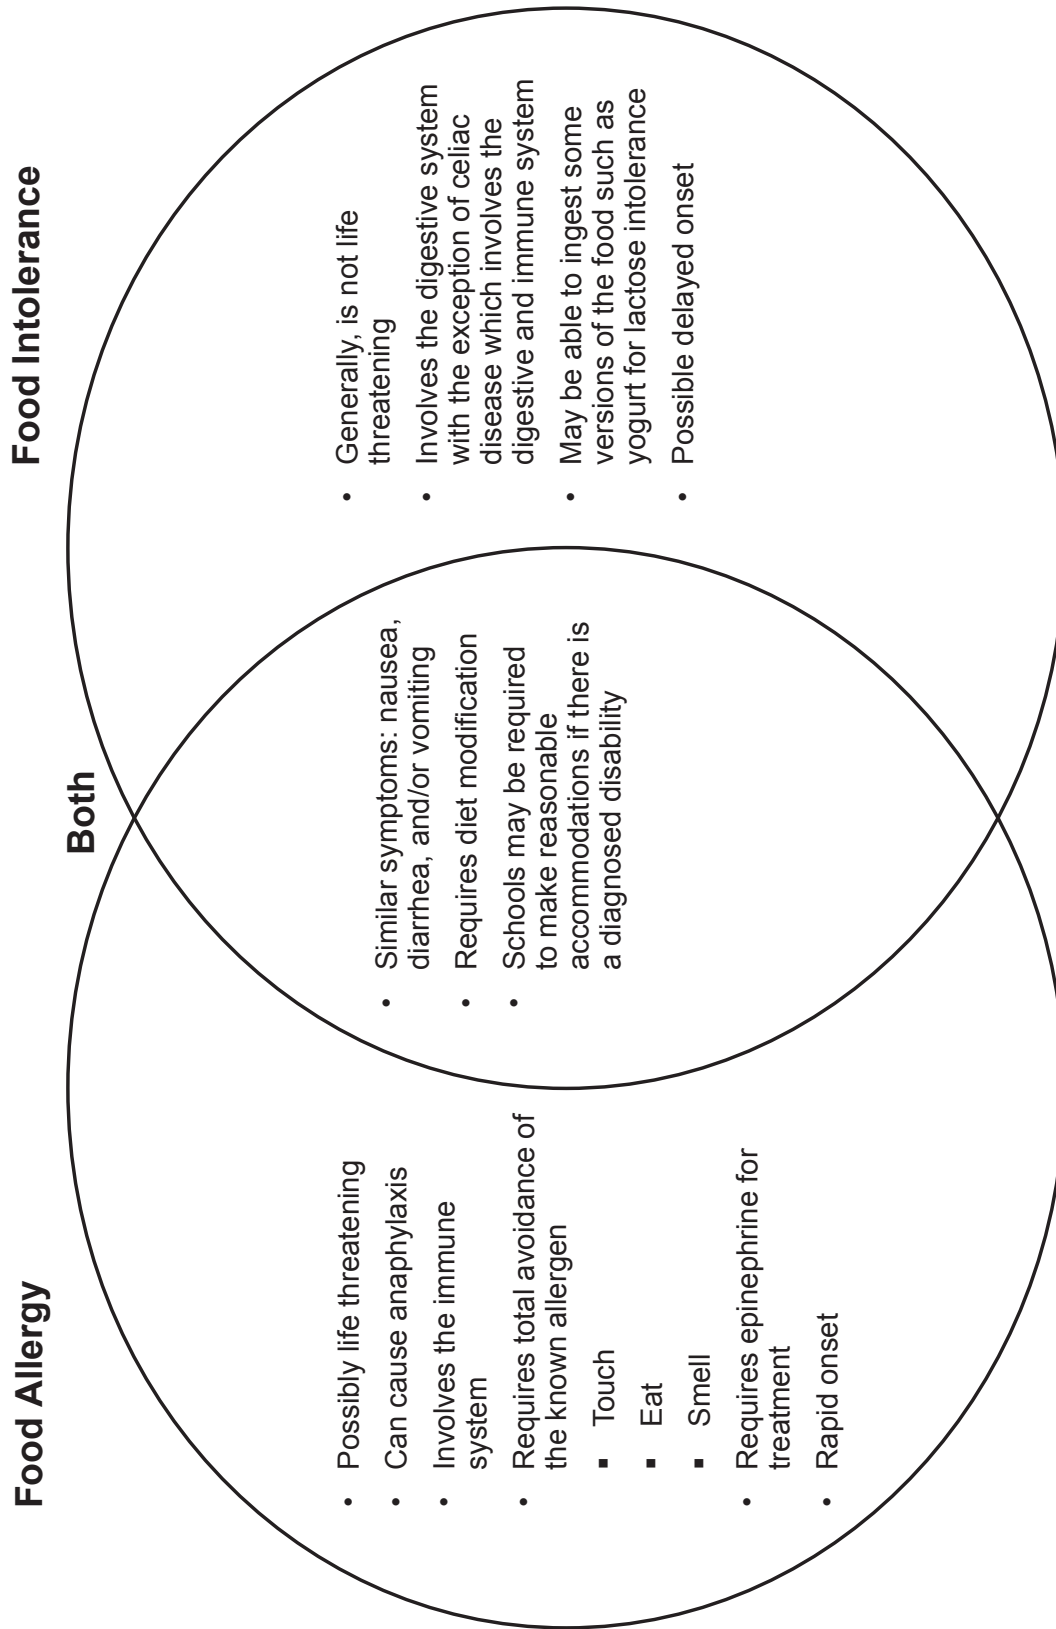 Food Allergy
Both
Food Intolerance
• Possibly life threatening
• Can cause anaphylaxis
• Involves the immune
system
• Requires total avoidance of
the known allergen
▪ Touch
▪ Eat
▪ Smell
• Requires epinephrine for
treatment
• Rapid onset
• Similar symptoms: nausea,
diarrhea, and/or vomiting
• Requires diet modification
• Schools may be required
to make reasonable
accommodations if there is
a diagnosed disability
• Generally, is not life
threatening
• Involves the digestive system
with the exception of celiac
disease which involves the
digestive and immune system
• May be able to ingest some
versions of the food such as
yogurt for lactose intolerance
• Possible delayed onset